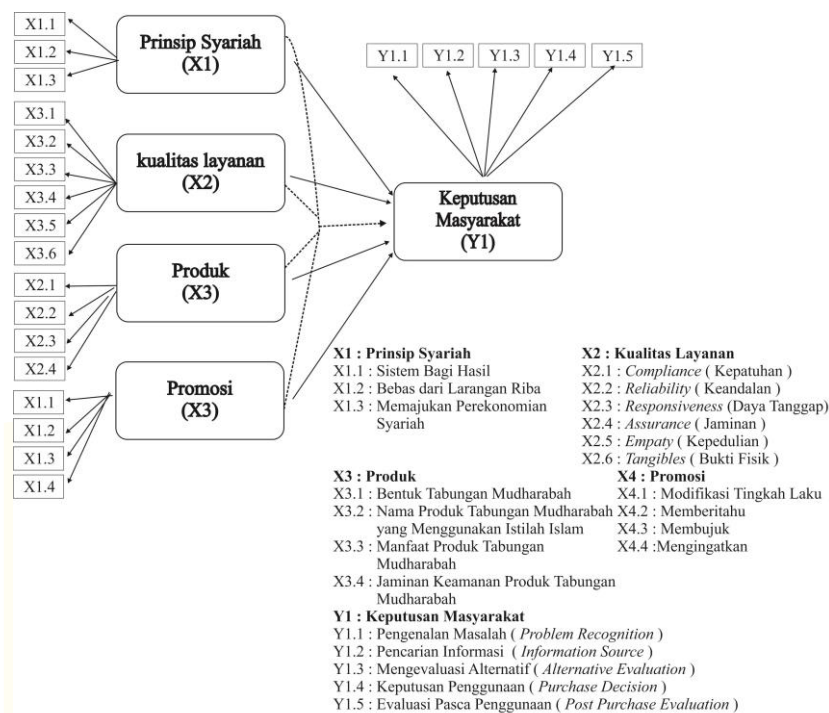 X1.1
X1.2
X1.3
Prinsip Syariah
(X1)
Y1.1
Y1.2
Y1.3
Y1.4
Y1.5
X3.1
X3.2
X3.3
X3.4
X3.5
X3.6
kualitas layanan
(X2)
Keputusan
Masyarakat
(Y1)
X2.1
X2.2
X2.3
X2.4
Produk
(X3)
X1.1
X1.2
X1.3
X1.4
Promosi
(X3)
X1 : Prinsip Syariah
X1.1 : Sistem Bagi Hasil
X1.2 : Bebas dari Larangan Riba
X1.3 : Memajukan Perekonomian
Syariah
X2 : Kualitas Layanan
X2.1 : Compliance ( Kepatuhan )
X2.2 : Reliability ( Keandalan )
X2.3 : Responsiveness (Daya Tanggap)
X2.4 : Assurance ( Jaminan )
X2.5 : Empaty ( Kepedulian )
X2.6 : Tangibles ( Bukti Fisik )
X3 : Produk
X3.1 : Bentuk Tabungan Mudharabah
X3.2 : Nama Produk Tabungan Mudharabah
yang Menggunakan Istilah Islam
X3.3 : Manfaat Produk Tabungan
Mudharabah
X3.4 : Jaminan Keamanan Produk Tabungan
Mudharabah
X4 : Promosi
X4.1 : Modifikasi Tingkah Laku
X4.2 : Memberitahu
X4.3 : Membujuk
X4.4 :Mengingatkan
Y1 : Keputusan Masyarakat
Y1.1 : Pengenalan Masalah ( Problem Recognition )
Y1.2 : Pencarian Informasi ( Information Source )
Y1.3 : Mengevaluasi Alternatif ( Alternative Evaluation )
Y1.4 : Keputusan Penggunaan ( Purchase Decision )
Y1.5 : Evaluasi Pasca Penggunaan ( Post Purchase Evaluation )